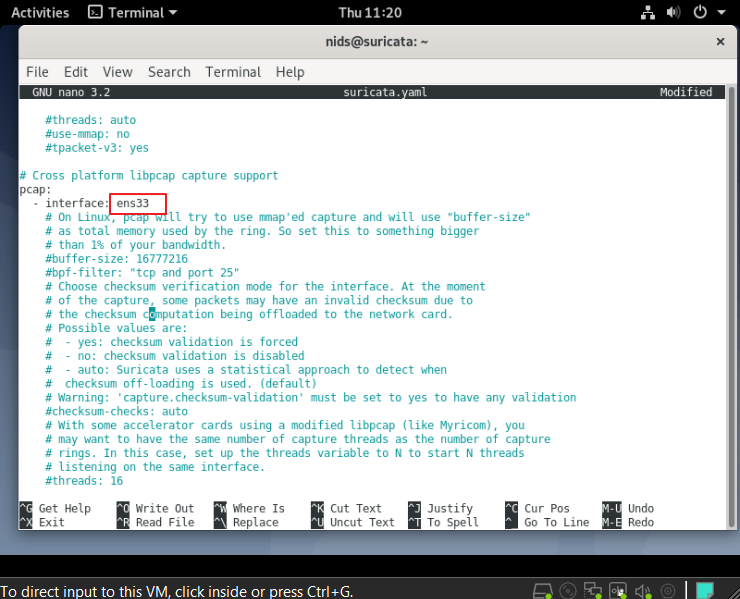 Activities Terminal Thu 11:20
nids@suricata: ~ ×
File Edit View Search Terminal Help
GNU nano 3.2 suricata.yaml Modified
#threads: auto
#use-mmap: no
#tpacket-v3: yes
# Cross platform libpcap capture support
pcap:
- interface: ens33
# On Linux, pcap will try to use mmap'ed capture and will use "buffer-size"
# as total memory used by the ring. So set this to something bigger
# than 1% of your bandwidth.
#buffer-size: 16777216
#bpf-filter: "tcp and port 25"
# Choose checksum verification mode for the interface. At the moment
# of the capture, some packets may have an invalid checksum due to
# the checksum computation being offloaded to the network card.
# Possible values are:
#  - yes: checksum validation is forced
#  - no: checksum validation is disabled
#  - auto: Suricata uses a statistical approach to detect when
#  checksum off-loading is used. (default)
# Warning: 'capture.checksum-validation' must be set to yes to have any validation
#checksum-checks: auto
# With some accelerator cards using a modified libpcap (like Myricom), you
# may want to have the same number of capture threads as the number of capture
# rings. In this case, set up the threads variable to N to start N threads
# listening on the same interface.
#threads: 16
^G Get Help ^O Write Out ^W Where Is ^K Cut Text ^J Justify ^C Cur Pos M-U Undo
^X Exit ^R Read File ^\ Replace ^U Uncut Text ^T To Spell ^_ Go To Line M-E Redo
To direct input to this VM, click inside or press Ctrl+G.